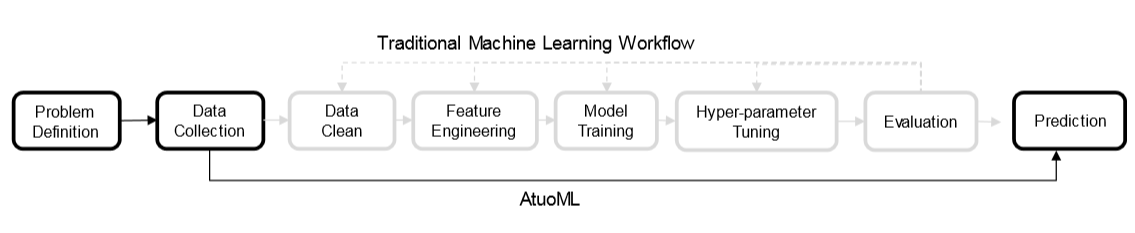 Traditional Machine Learning Workflow
Problem
Definition
Data
Collection
Data
Clean
Feature
Engineering
Model
Training
Hyper-parameter
Tuning
Evaluation
Prediction
AtuoML